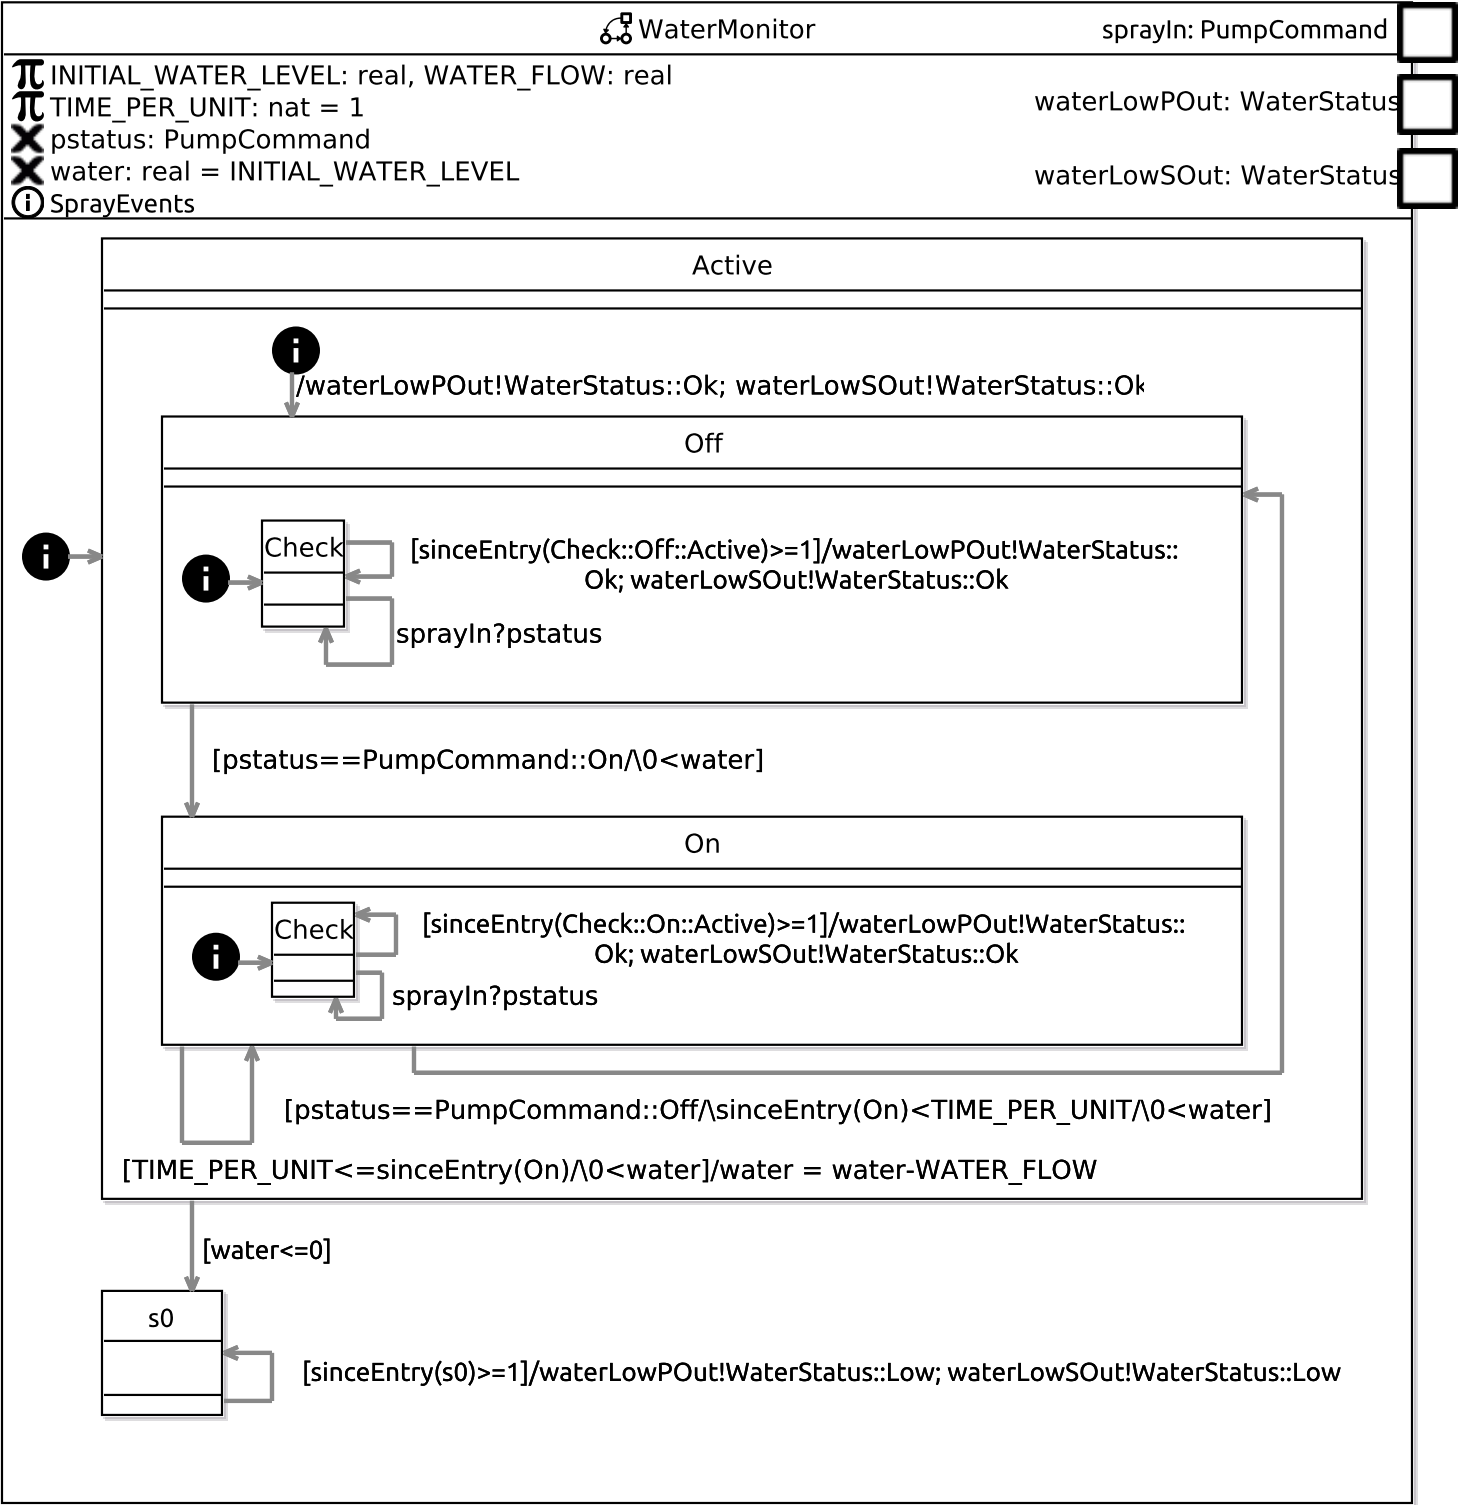 WaterMonitor
sprayIn: PumpCommand
INITIAL_WATER_LEVEL: real, WATER_FLOW: real
TIME_PER_UNIT: nat = 1
waterLowPOut: WaterStatus
pstatus: PumpCommand
water: real = INITIAL_WATER_LEVEL
waterLowSOut: WaterStatus
SprayEvents
Active
i
/waterLowPOut!WaterStatus::Ok; waterLowSOut!WaterStatus::Ok
Off
i
i
Check
[sinceEntry(Check::Off::Active)>=1]/waterLowPOut!WaterStatus::
Ok; waterLowSOut!WaterStatus::Ok
sprayIn?pstatus
[pstatus==PumpCommand::On/\0<water]
On
i
Check
[sinceEntry(Check::On::Active)>=1]/waterLowPOut!WaterStatus::
Ok; waterLowSOut!WaterStatus::Ok
sprayIn?pstatus
[pstatus==PumpCommand::Off/\sinceEntry(On)<TIME_PER_UNIT/\0<water]
[TIME_PER_UNIT<=sinceEntry(On)/\0<water]/water = water-WATER_FLOW
[water<=0]
s0
[sinceEntry(s0)>=1]/waterLowPOut!WaterStatus::Low; waterLowSOut!WaterStatus::Low